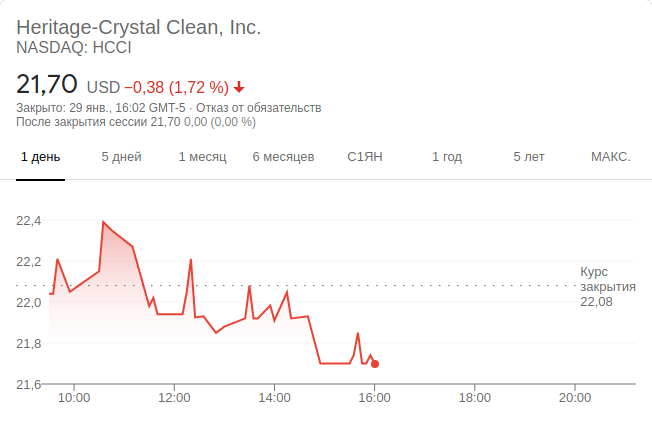 Heritage-Crystal Clean, Inc.
NASDAQ: HCCI
21,70 USD −0,38 (1,72 %)
Закрыто: 29 янв., 16:02 GMT-5 · Отказ от обязательств
После закрытия сессии 21,70 0,00 (0,00 %)
1 день 5 дней 1 месяц 6 месяцев С1ЯН 1 год 5 лет МАКС.
22,4
22,2
22,0
21,8
21,6
Курс
закрытия
22,08
10:00 12:00 14:00 16:00 18:00 20:00